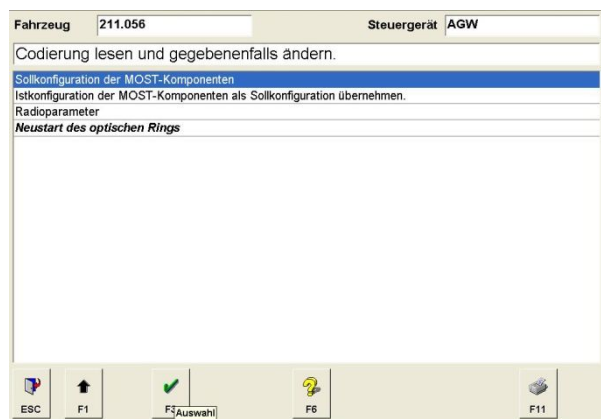 Fahrzeug 211.056 Steuergerät AGW
Codierung lesen und gegebenenfalls ändern.
Sollkonfiguration der MOST-Komponenten
Istkonfiguration der MOST-Komponenten als Sollkonfiguration übernehmen.
Radioparameter
Neustart des optischen Rings
ESC F1 Auswahl F6 F11